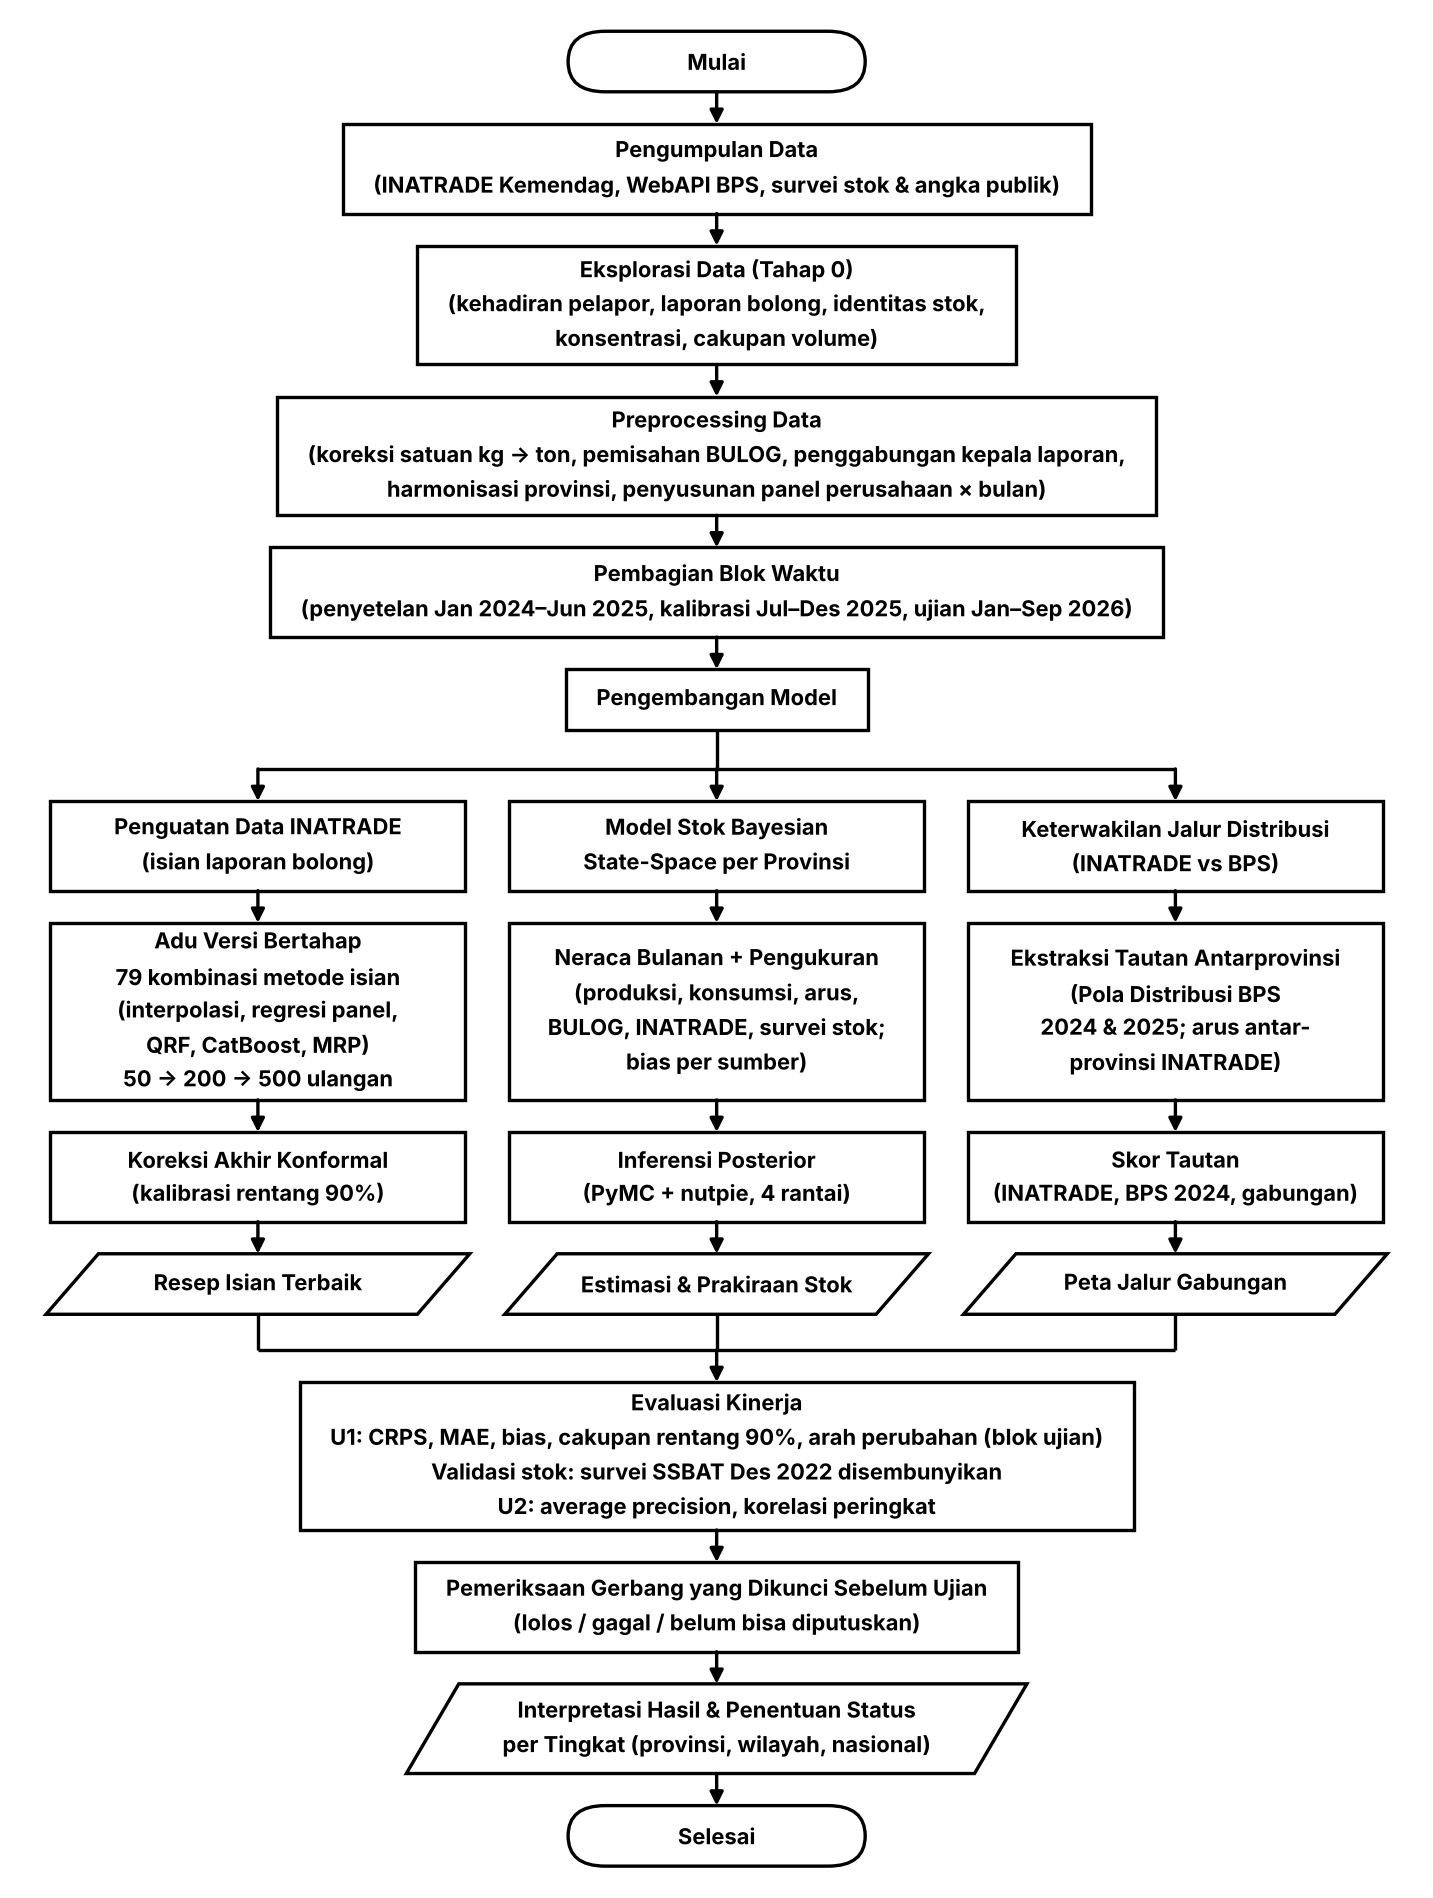 Mulai
Pengumpulan Data
(INATRADE Kemendag, WebAPI BPS, survei stok & angka publik)
Eksplorasi Data (Tahap 0)
(kehadiran pelapor, laporan bolong, identitas stok,
konsentrasi, cakupan volume)
Preprocessing Data
(koreksi satuan kg → ton, pemisahan BULOG, penggabungan kepala laporan,
harmonisasi provinsi, penyusunan panel perusahaan × bulan)
Pembagian Blok Waktu
(penyetelan Jan 2024–Jun 2025, kalibrasi Jul–Des 2025, ujian Jan–Sep 2026)
Pengembangan Model
Penguatan Data INATRADE
(isian laporan bolong)
Adu Versi Bertahap
79 kombinasi metode isian
(interpolasi, regresi panel,
QRF, CatBoost, MRP)
50 → 200 → 500 ulangan
Koreksi Akhir Konformal
(kalibrasi rentang 90%)
Resep Isian Terbaik
Model Stok Bayesian
State-Space per Provinsi
Neraca Bulanan + Pengukuran
(produksi, konsumsi, arus,
BULOG, INATRADE, survei stok;
bias per sumber)
Inferensi Posterior
(PyMC + nutpie, 4 rantai)
Estimasi & Prakiraan Stok
Keterwakilan Jalur Distribusi
(INATRADE vs BPS)
Ekstraksi Tautan Antarprovinsi
(Pola Distribusi BPS
2024 & 2025; arus antar-
provinsi INATRADE)
Skor Tautan
(INATRADE, BPS 2024, gabungan)
Peta Jalur Gabungan
Evaluasi Kinerja
U1: CRPS, MAE, bias, cakupan rentang 90%, arah perubahan (blok ujian)
Validasi stok: survei SSBAT Des 2022 disembunyikan
U2: average precision, korelasi peringkat
Pemeriksaan Gerbang yang Dikunci Sebelum Ujian
(lolos / gagal / belum bisa diputuskan)
Interpretasi Hasil & Penentuan Status
per Tingkat (provinsi, wilayah, nasional)
Selesai